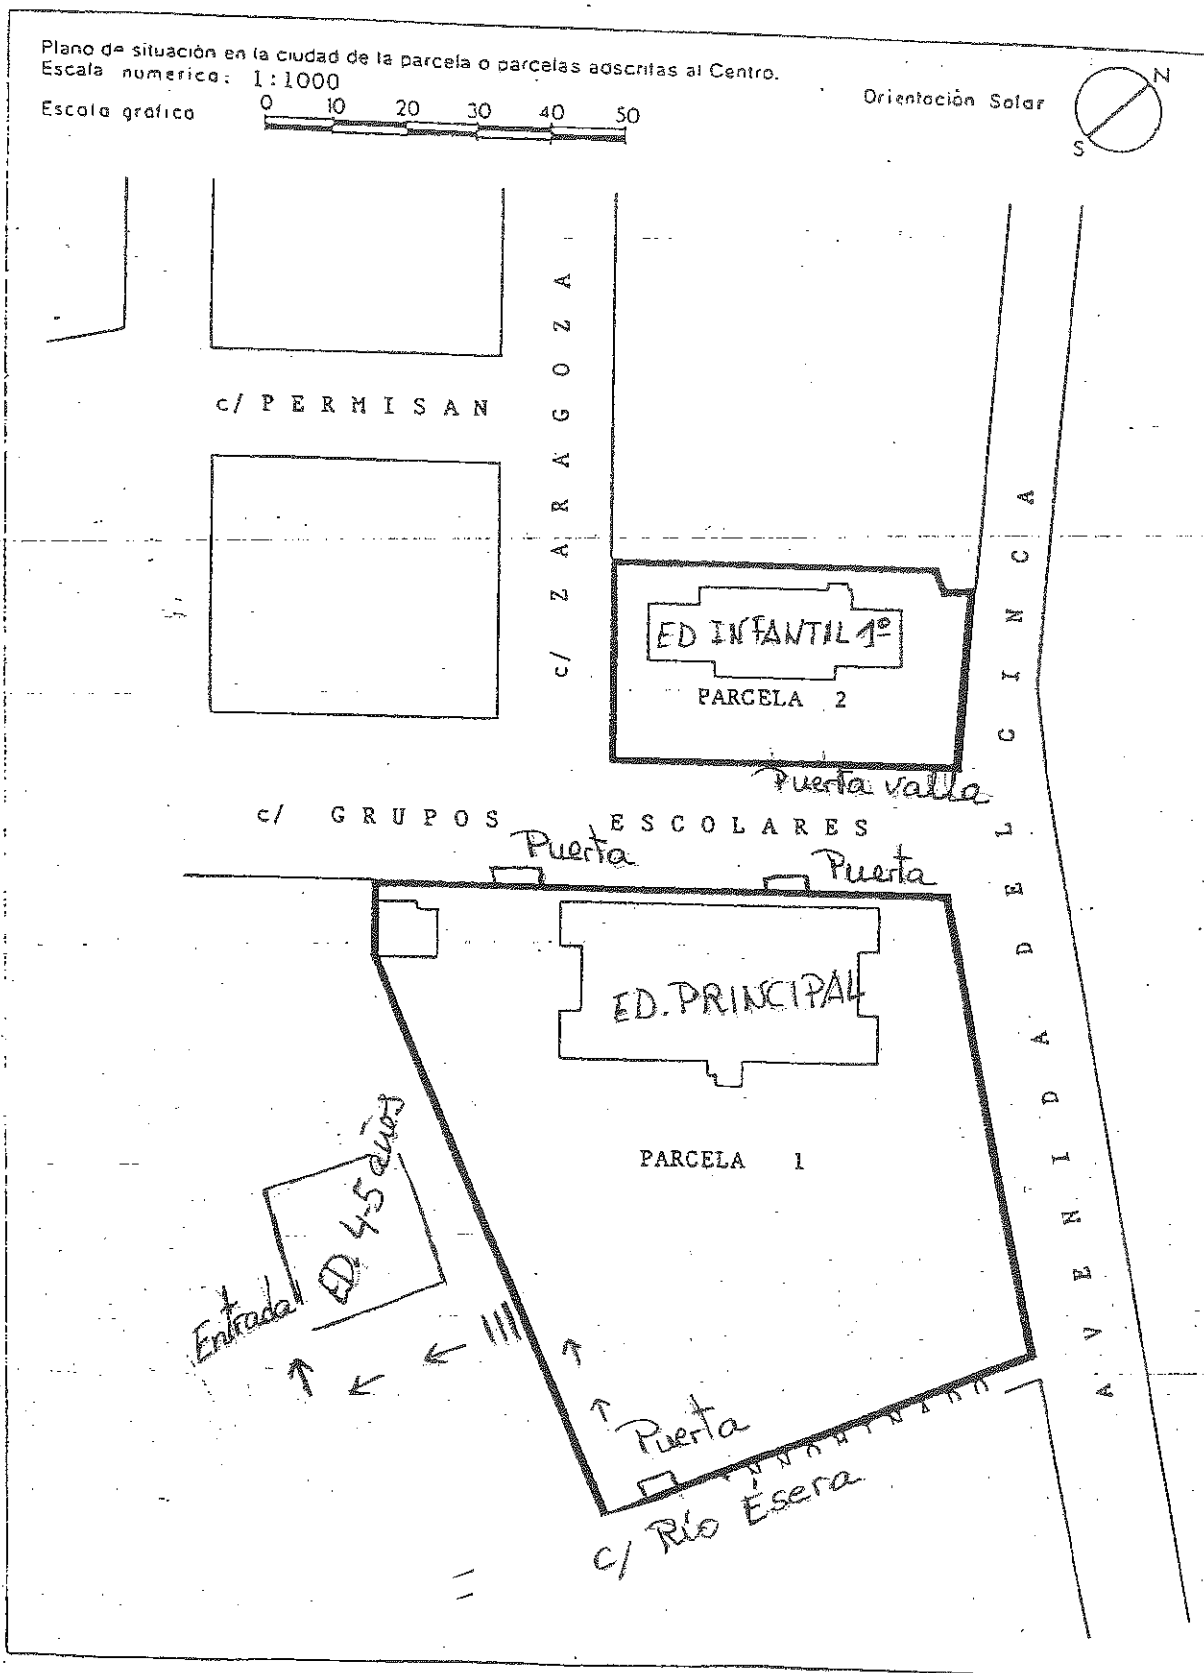 Plano de situación en la ciudad de la parcela o parcelas adscritas al Centro.
Escala numerica: 1:1000
Escala grafica
0 10 20 30 40 50
Orientación Solar
N
S
c/ PERMISAN
c/ ZARAGOZA
ED INFANTIL 1º
PARCELA 2
Puerta valla
c/ GRUPOS ESCOLARES
Puerta
Puerta
ED. PRINCIPAL
PARCELA 1
AVENIDA DEL CINCA
ED. 4-5 años
Entrada
Puerta
c/ Río Esera